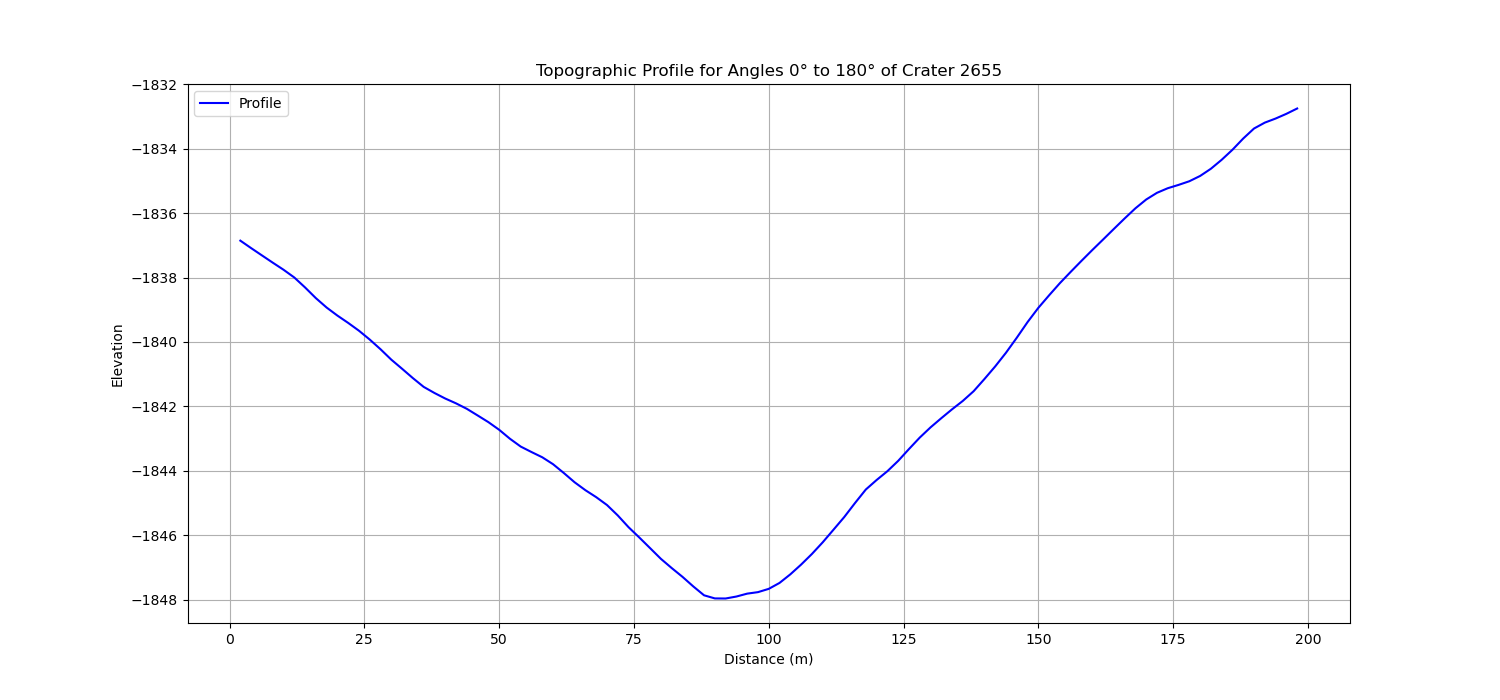 Topographic Profile for Angles 0° to 180° of Crater 2655
Profile
−1832
−1834
−1836
−1838
−1840
−1842
−1844
−1846
−1848
Elevation
0 25 50 75 100 125 150 175 200
Distance (m)